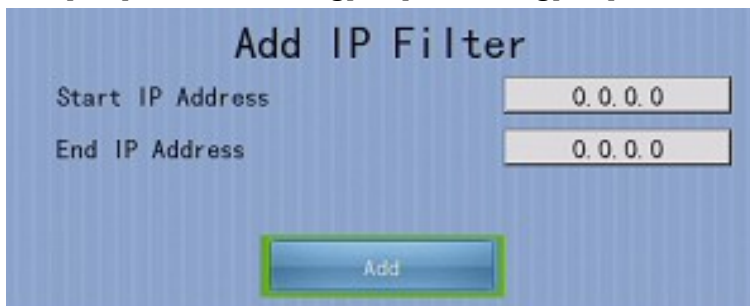 Add IP Filter
Start IP Address 0.0.0.0
End IP Address 0.0.0.0
Add